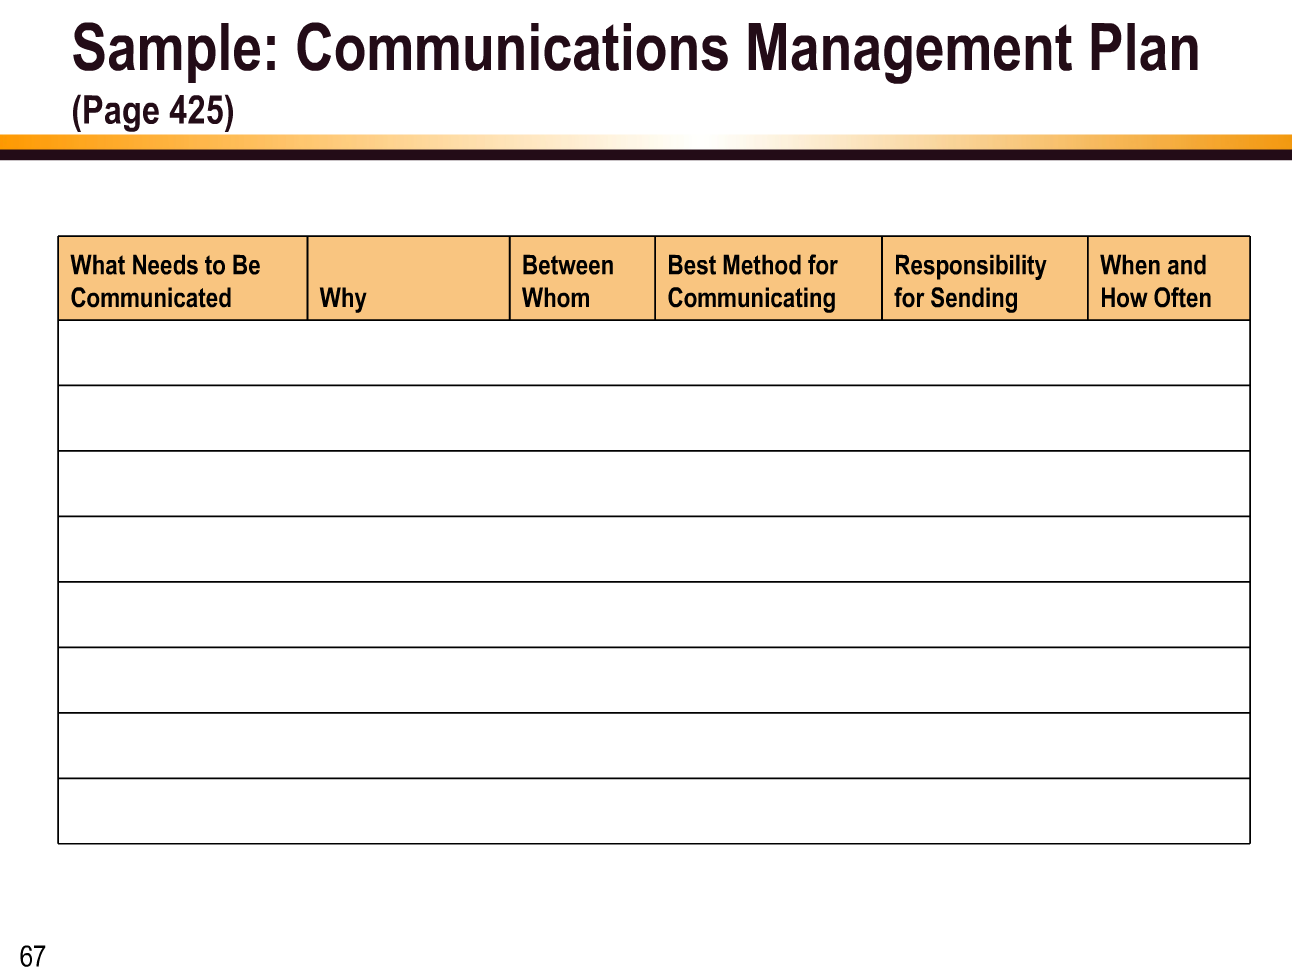 Sample: Communications Management Plan
(Page 425)
What Needs to Be Communicated
Why
Between Whom
Best Method for Communicating
Responsibility for Sending
When and How Often
67